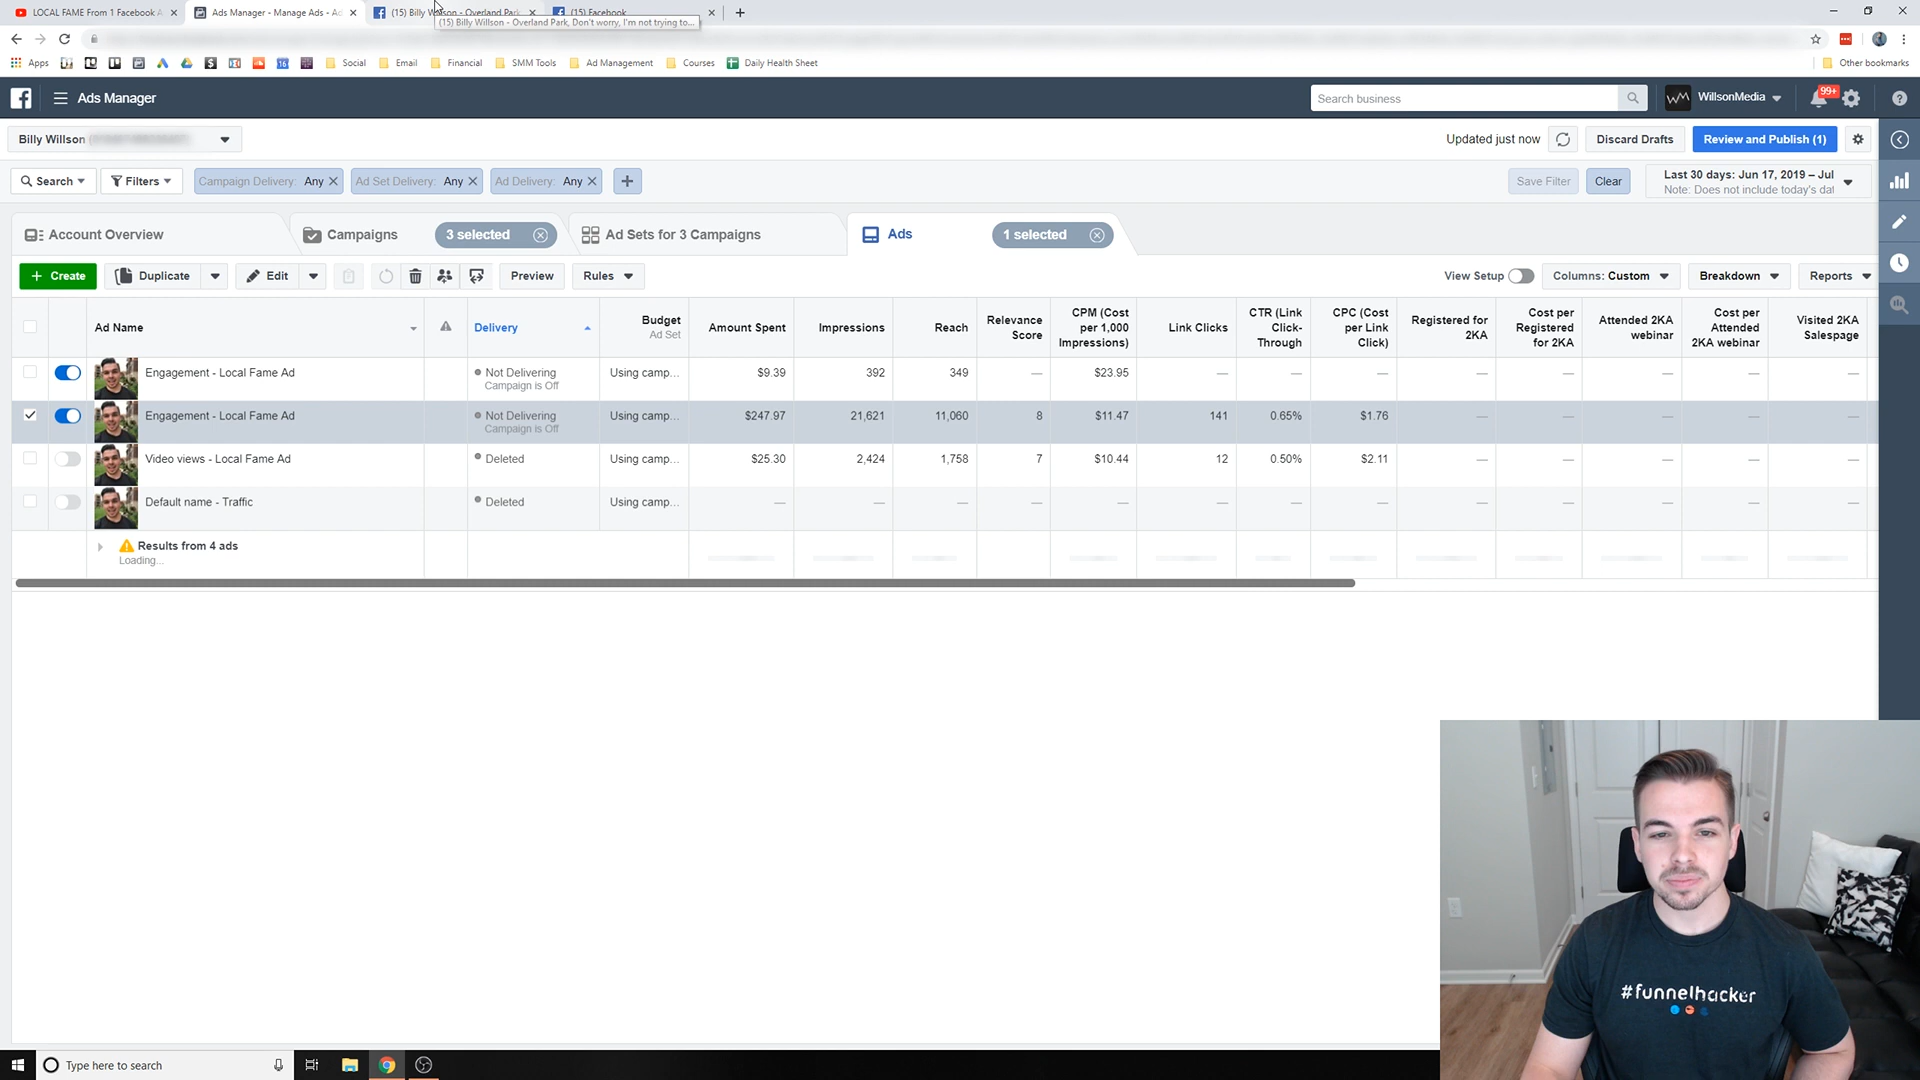 LOCAL FAME From 1 Facebook A
Ads Manager - Manage Ads - Ad
(15) Billy Willson - Overland Park
(15) Facebook
(15) Billy Willson - Overland Park, Don't worry, I'm not trying to...
Apps
Social
Email
Financial
SMM Tools
Ad Management
Courses
Daily Health Sheet
Other bookmarks
Ads Manager
Search business
WM
WillsonMedia
99+
Billy Willson
Updated just now
Discard Drafts
Review and Publish (1)
Search
Filters
Campaign Delivery: Any
Ad Set Delivery: Any
Ad Delivery: Any
Save Filter
Clear
Last 30 days: Jun 17, 2019 – Jul
Note: Does not include today's dat
Account Overview
Campaigns
3 selected
Ad Sets for 3 Campaigns
Ads
1 selected
+ Create
Duplicate
Edit
Preview
Rules
View Setup
Columns: Custom
Breakdown
Reports
Ad Name
Delivery
Budget
Ad Set
Amount Spent
Impressions
Reach
Relevance
Score
CPM (Cost
per 1,000
Impressions)
Link Clicks
CTR (Link
Click-
Through
CPC (Cost
per Link
Click)
Registered for
2KA
Cost per
Registered
for 2KA
Attended 2KA
webinar
Cost per
Attended
2KA webinar
Visited 2KA
Salespage
Engagement - Local Fame Ad
Not Delivering
Campaign is Off
Using camp...
$9.39
392
349
—
$23.95
— — — — — — — —
Engagement - Local Fame Ad
Not Delivering
Campaign is Off
Using camp...
$247.97
21,621
11,060
8
$11.47
141
0.65%
$1.76
— — — — —
Video views - Local Fame Ad
Deleted
Using camp...
$25.30
2,424
1,758
7
$10.44
12
0.50%
$2.11
— — — — —
Default name - Traffic
Deleted
Using camp...
— — — — — — — — — — — — —
Results from 4 ads
Loading...
#funnelhacker
Type here to search